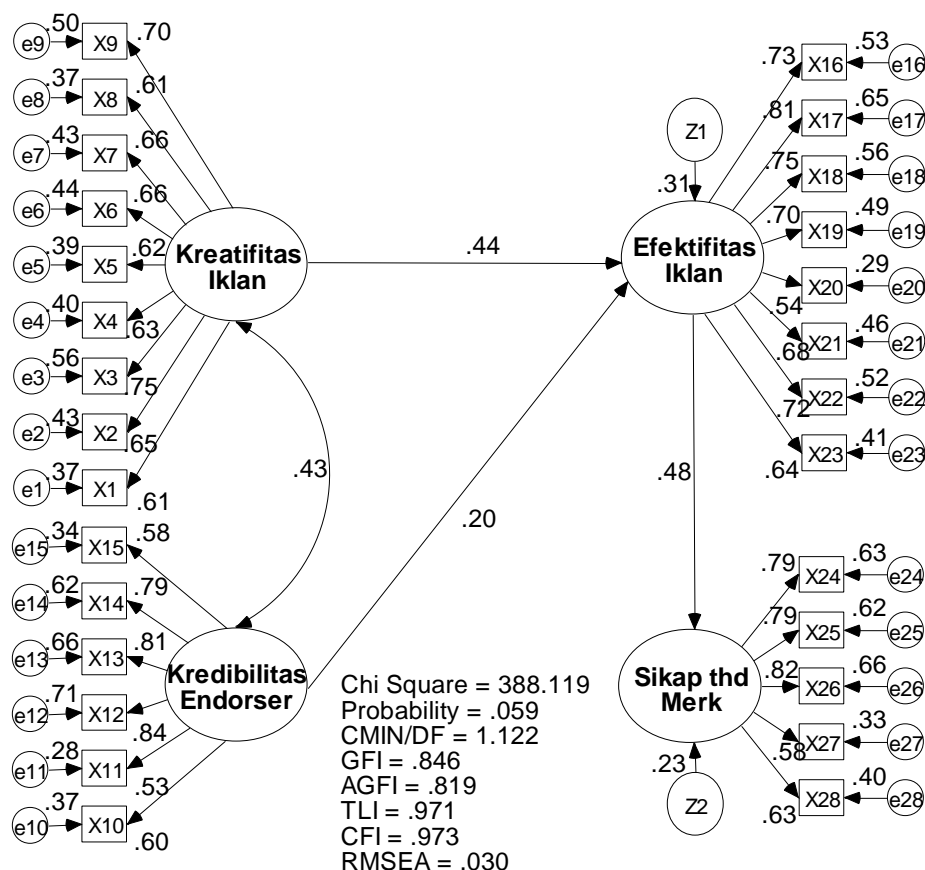 .50 .70
e9 X9
.37 .61
e8 X8
.43 .66
e7 X7
.44 .66
e6 X6
.39 .62
e5 X5
.40
e4 X4
.63
.56
e3 X3
.75
.43
e2 X2
.65
.37
e1 X1
.61
Kreatifitas
Iklan
.44
.43
.34 .58
e15 X15
.62 .79
e14 X14
.66 .81
e13 X13
.71
e12 X12
.84
.28
e11 X11
.53
.37
e10 X10
.60
Kredibilitas
Endorser
.20
Z1
.31
Efektifitas
Iklan
.73 X16 .53 e16
.81 X17 .65 e17
.75 X18 .56 e18
.70 X19 .49 e19
X20 .29 e20
.54
X21 .46 e21
.68
X22 .52 e22
.72
X23 .41 e23
.64
.48
Sikap thd
Merk
.23
Z2
.79 X24 .63 e24
.79 X25 .62 e25
.82 X26 .66 e26
X27 .33 e27
.58
X28 .40 e28
.63
Chi Square = 388.119
Probability = .059
CMIN/DF = 1.122
GFI = .846
AGFI = .819
TLI = .971
CFI = .973
RMSEA = .030